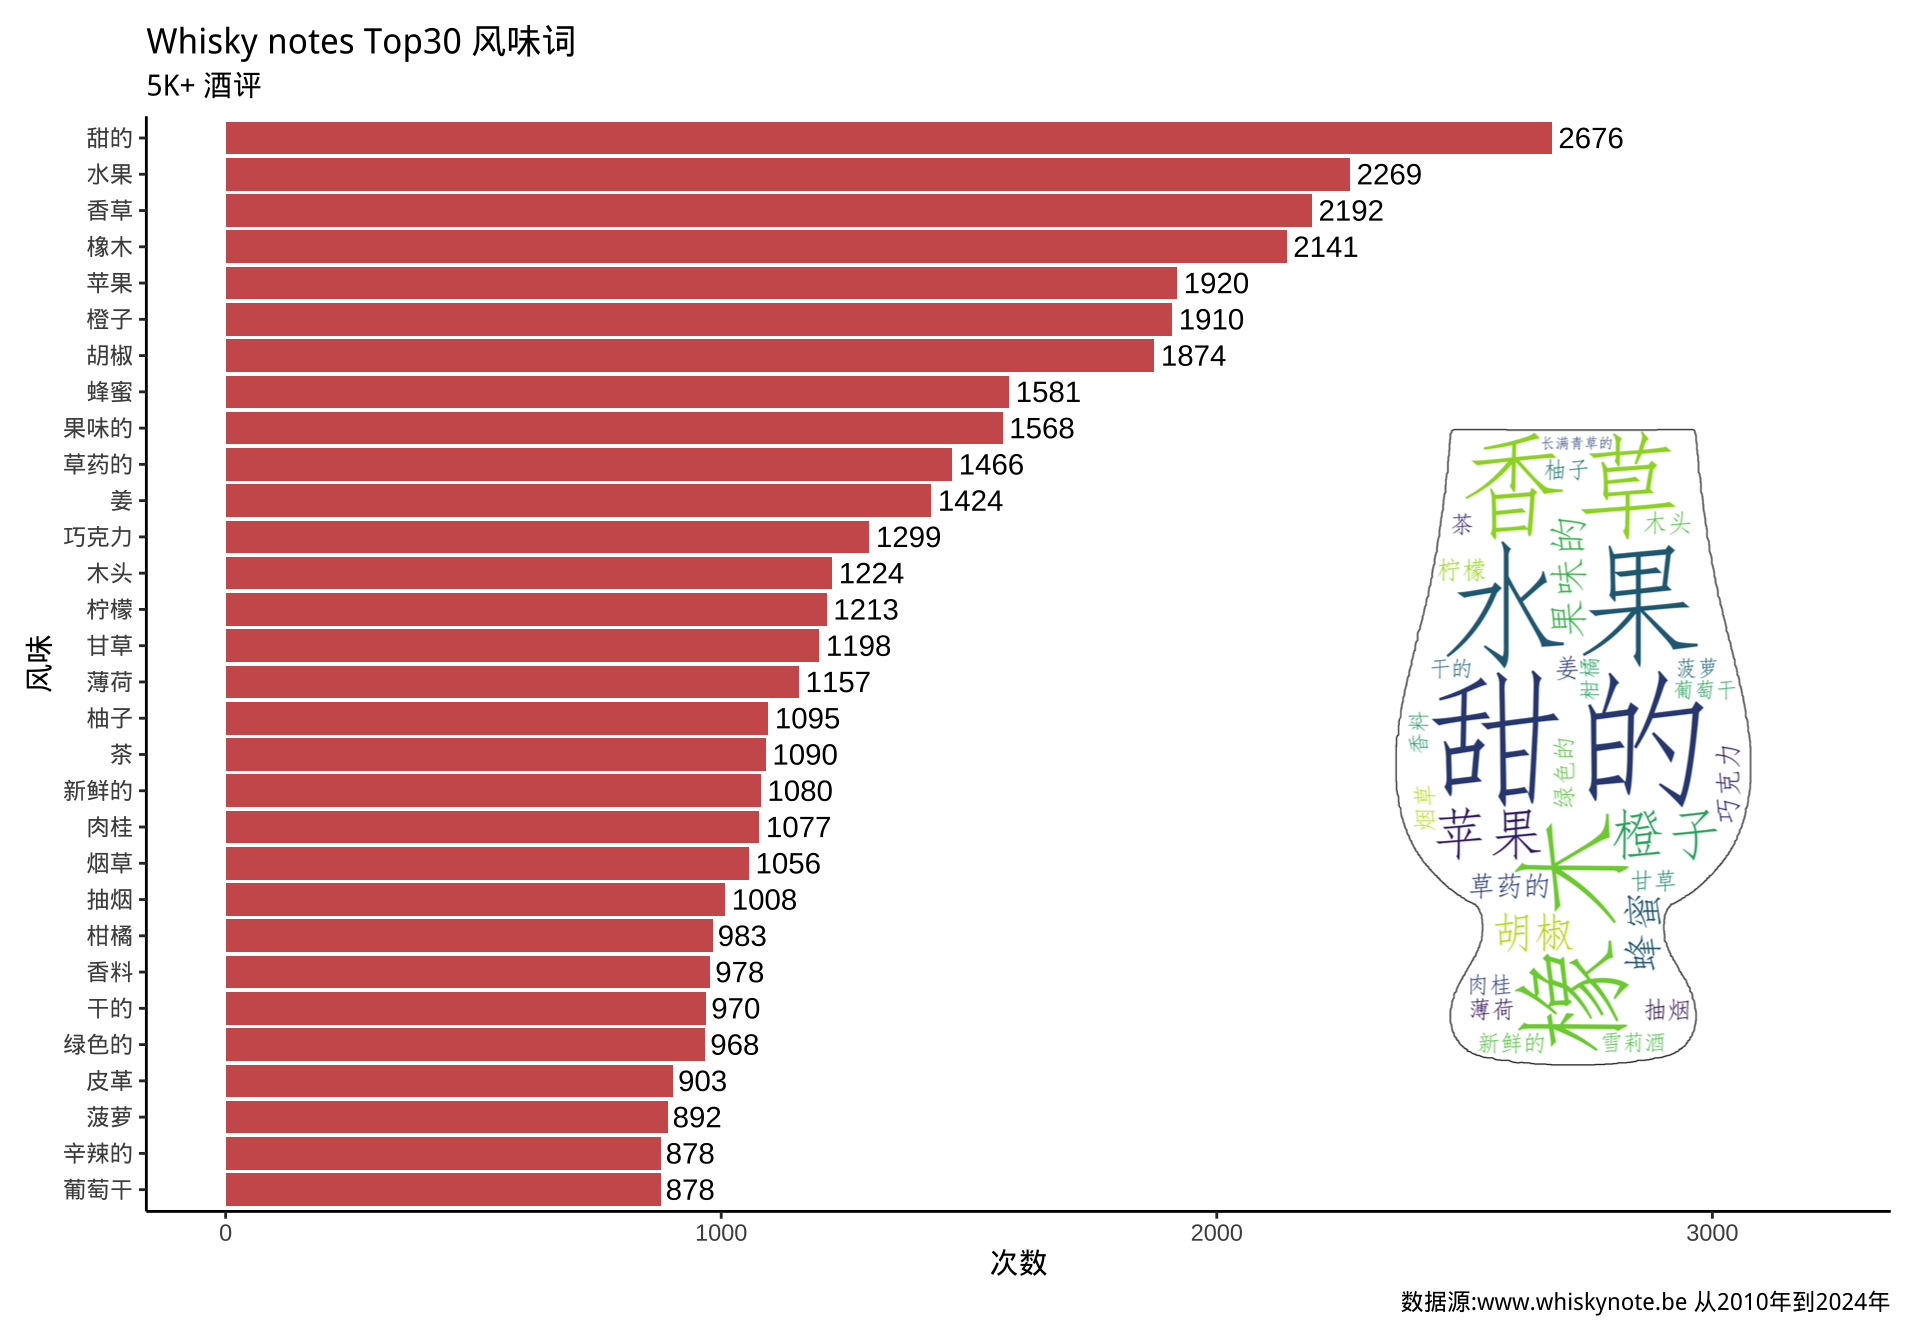 Whisky notes Top30 风味词
5K+ 酒评
风味
甜的 2676
水果 2269
香草 2192
橡木 2141
苹果 1920
橙子 1910
胡椒 1874
蜂蜜 1581
果味的 1568
草药的 1466
姜 1424
巧克力 1299
木头 1224
柠檬 1213
甘草 1198
薄荷 1157
柚子 1095
茶 1090
新鲜的 1080
肉桂 1077
烟草 1056
抽烟 1008
柑橘 983
香料 978
干的 970
绿色的 968
皮革 903
菠萝 892
辛辣的 878
葡萄干 878
0 1000 2000 3000
次数
长满青草的
香草
柚子
茶
木头
果味的
柠檬
水果
干的
姜
柑橘
菠萝
葡萄干
甜的
香料
绿色的
巧克力
烟草
苹果
橙子
橡木
草药的
甘草
蜂蜜
胡椒
肉桂
薄荷
抽烟
新鲜的
雪莉酒
数据源:www.whiskynote.be 从2010年到2024年